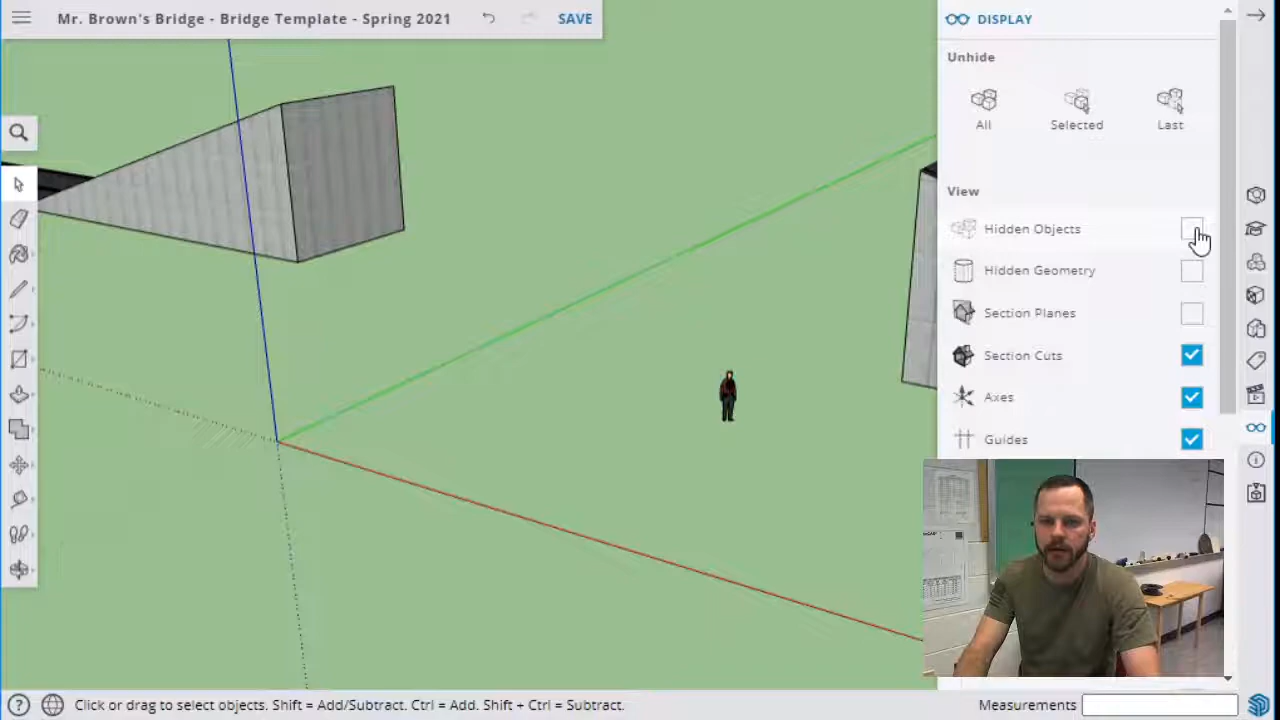 Mr. Brown's Bridge - Bridge Template - Spring 2021
SAVE
DISPLAY
Unhide
All
Selected
Last
View
Hidden Objects
Hidden Geometry
Section Planes
Section Cuts
Axes
Guides
Click or drag to select objects. Shift = Add/Subtract. Ctrl = Add. Shift + Ctrl = Subtract.
Measurements